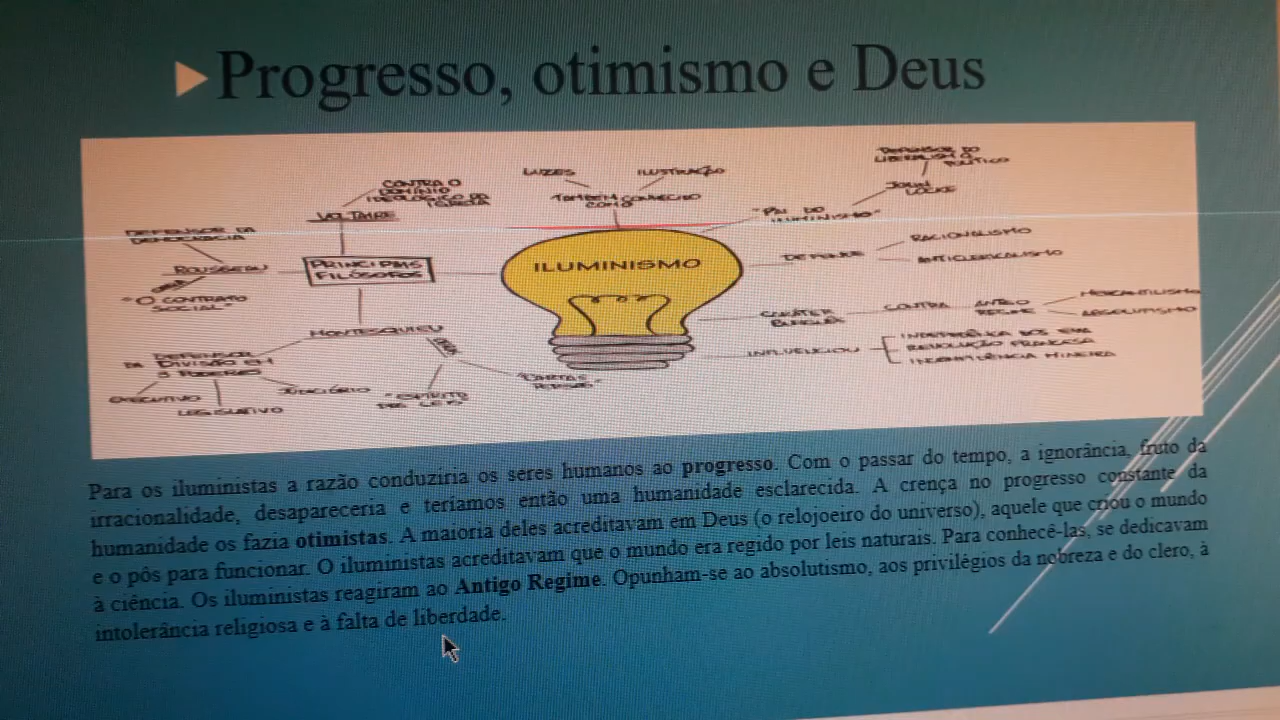 Progresso, otimismo e Deus
DEFENSOR DO
LIBERALISMO
POLÍTICO
JOHN
LOCKE
LUZES
ILUSTRAÇÃO
TAMBÉM CONHECIDO
COMO
"PAI DO
ILUMINISMO"
CONTRA O
DOMÍNIO
IDEOLÓGICO DA
IGREJA
VOLTAIRE
DEFENSOR DA
DEMOCRACIA
ROUSSEAU
"O CONTRATO
SOCIAL"
PRINCIPAIS
FILÓSOFOS
ILUMINISMO
DEFENDE
RACIONALISMO
ANTICLERICALISMO
CARÁTER
BURGUÊS
CONTRA
ANTIGO
REGIME
MERCANTILISMO
ABSOLUTISMO
INFLUENCIOU
INDEPENDÊNCIA DOS EUA
REVOLUÇÃO FRANCESA
INCONFIDÊNCIA MINEIRA
MONTESQUIEU
DEFENSOR
DA DIVISÃO EM
3 PODERES
EXECUTIVO
LEGISLATIVO
JUDICIÁRIO
"ESPÍRITO
DAS LEIS"
"CARTAS
PERSAS"
Para os iluministas a razão conduziria os seres humanos ao progresso. Com o passar do tempo, a ignorância, fruto da
irracionalidade, desapareceria e teríamos então uma humanidade esclarecida. A crença no progresso constante da
humanidade os fazia otimistas. A maioria deles acreditavam em Deus (o relojoeiro do universo), aquele que criou o mundo
e o pôs para funcionar. O iluministas acreditavam que o mundo era regido por leis naturais. Para conhecê-las, se dedicavam
à ciência. Os iluministas reagiram ao Antigo Regime. Opunham-se ao absolutismo, aos privilégios da nobreza e do clero, à
intolerância religiosa e à falta de liberdade.